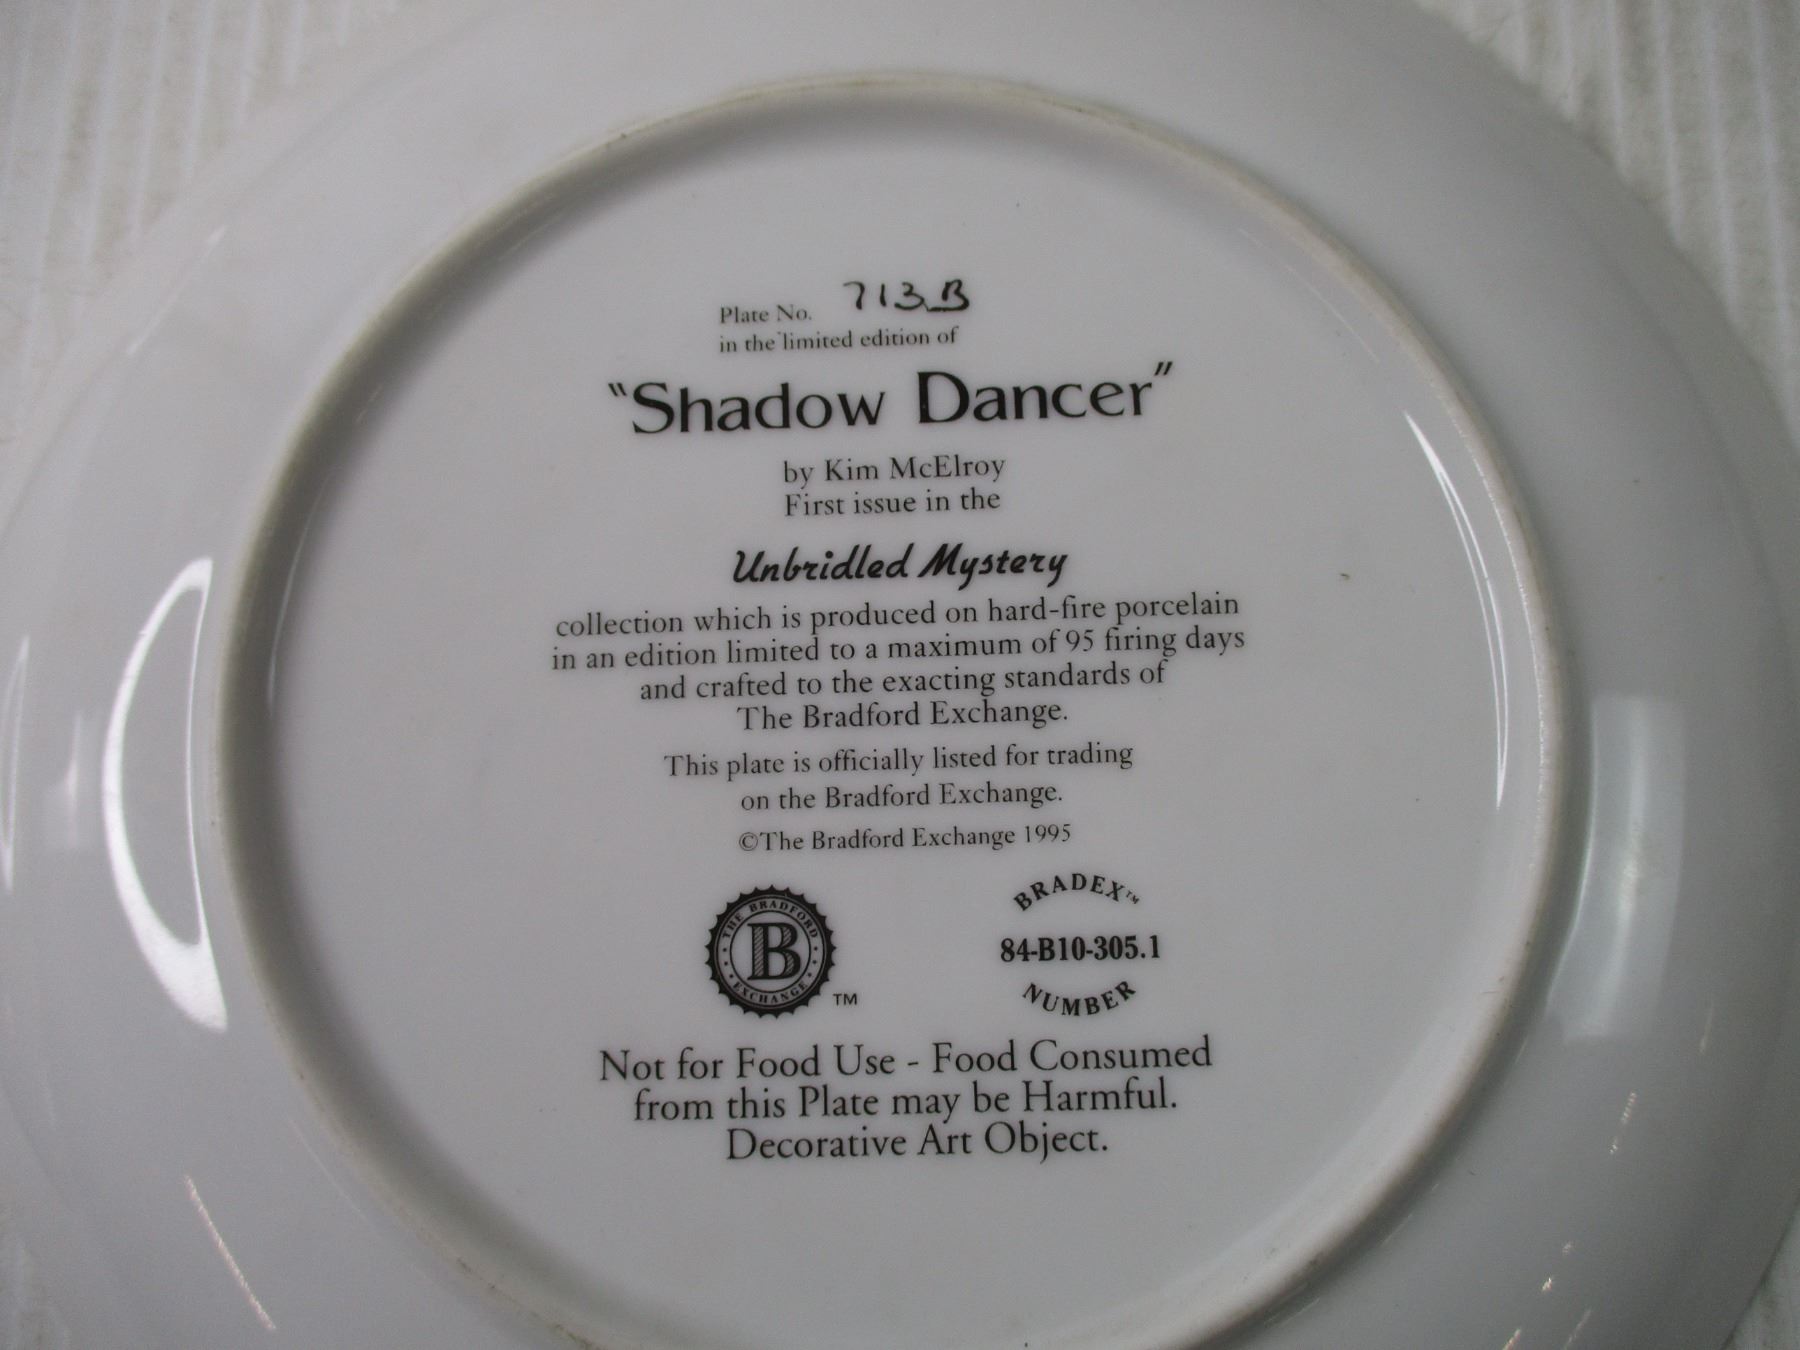 Plate No. 713B
in the limited edition of
"Shadow Dancer"
by Kim McElroy
First issue in the
Unbridled Mystery
collection which is produced on hard-fire porcelain
in an edition limited to a maximum of 95 firing days
and crafted to the exacting standards of
The Bradford Exchange.
This plate is officially listed for trading
on the Bradford Exchange.
©The Bradford Exchange 1995
THE BRADFORD
B
EXCHANGE
TM
BRADEX™
84-B10-305.1
NUMBER
Not for Food Use - Food Consumed
from this Plate may be Harmful.
Decorative Art Object.